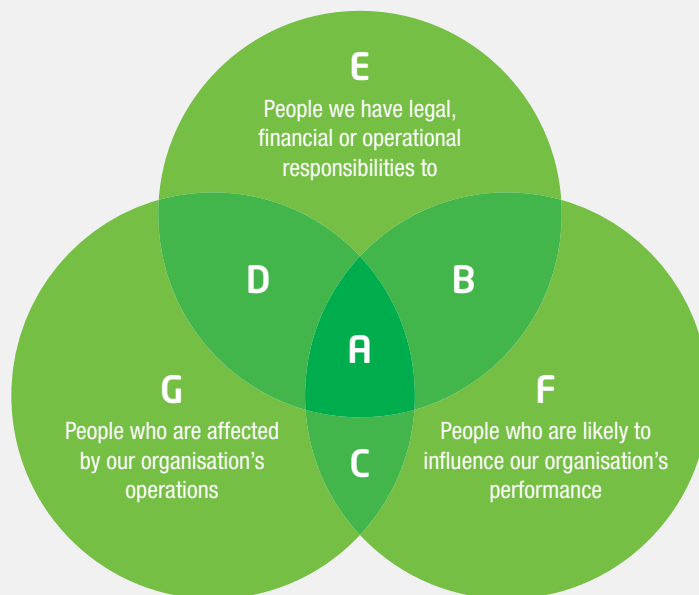 E
People we have legal,
financial or operational
responsibilities to
D
B
A
G
People who are affected
by our organisation's
operations
F
People who are likely to
influence our organisation's
performance
C